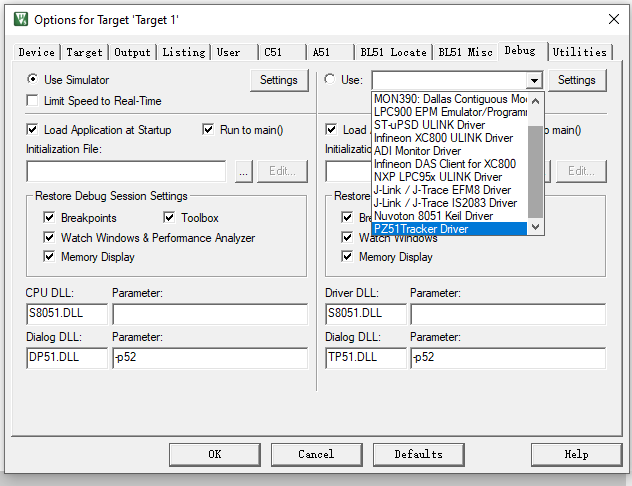 Options for Target 'Target 1'
Device Target Output Listing User C51 A51 BL51 Locate BL51 Misc Debug Utilities
Use Simulator Settings Use: Settings
Limit Speed to Real-Time
MON390: Dallas Contiguous Mod
LPC900 EPM Emulator/Programm
ST-uPSD ULINK Driver
Infineon XC800 ULINK Driver
ADI Monitor Driver
Infineon DAS Client for XC800
NXP LPC95x ULINK Driver
J-Link / J-Trace EFM8 Driver
J-Link / J-Trace IS2083 Driver
Nuvoton 8051 Keil Driver
PZ51Tracker Driver
Load Application at Startup Run to main() Load main()
Initialization File: Initialization
... Edit... Edit...
Restore Debug Session Settings Restore
Breakpoints Toolbox
Watch Windows & Performance Analyzer Watch Windows
Memory Display Memory Display
CPU DLL: Parameter: Driver DLL: Parameter:
S8051.DLL S8051.DLL
Dialog DLL: Parameter: Dialog DLL: Parameter:
DP51.DLL -p52 TP51.DLL -p52
OK Cancel Defaults Help